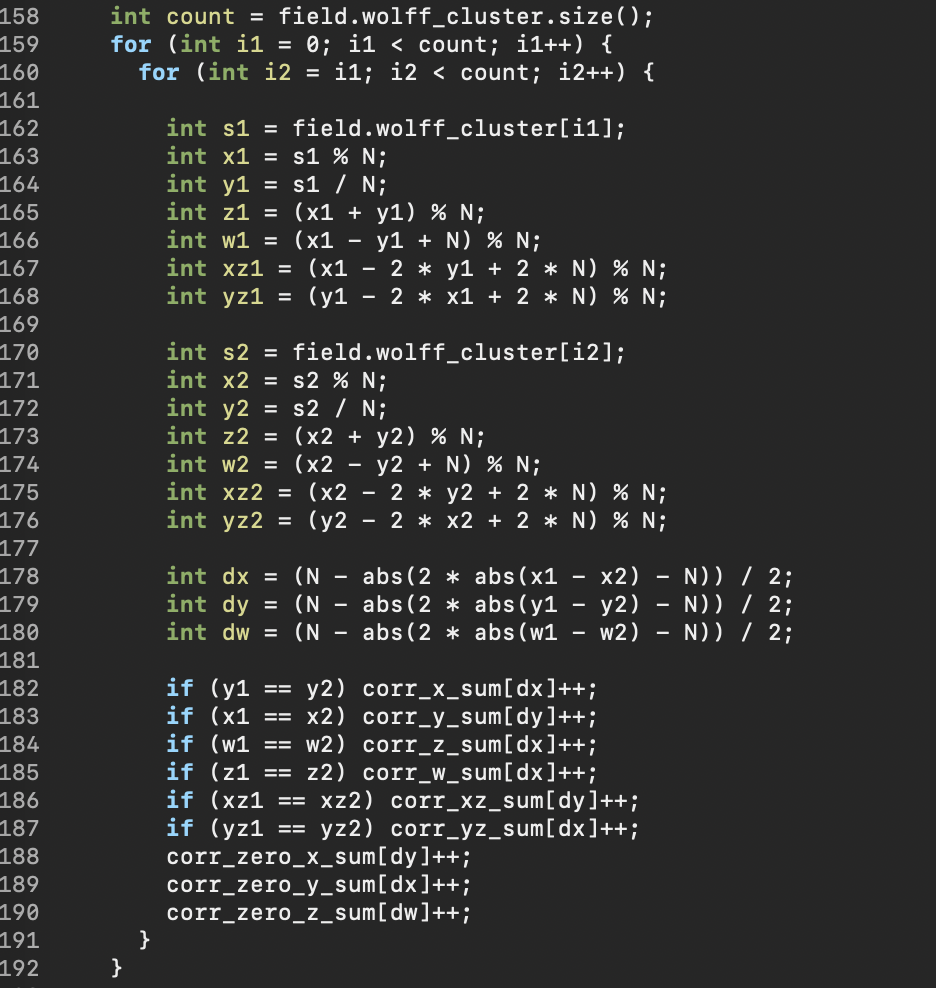 158 int count = field.wolff_cluster.size();
159 for (int i1 = 0; i1 < count; i1++) {
160 for (int i2 = i1; i2 < count; i2++) {
161
162 int s1 = field.wolff_cluster[i1];
163 int x1 = s1 % N;
164 int y1 = s1 / N;
165 int z1 = (x1 + y1) % N;
166 int w1 = (x1 - y1 + N) % N;
167 int xz1 = (x1 - 2 * y1 + 2 * N) % N;
168 int yz1 = (y1 - 2 * x1 + 2 * N) % N;
169
170 int s2 = field.wolff_cluster[i2];
171 int x2 = s2 % N;
172 int y2 = s2 / N;
173 int z2 = (x2 + y2) % N;
174 int w2 = (x2 - y2 + N) % N;
175 int xz2 = (x2 - 2 * y2 + 2 * N) % N;
176 int yz2 = (y2 - 2 * x2 + 2 * N) % N;
177
178 int dx = (N - abs(2 * abs(x1 - x2) - N)) / 2;
179 int dy = (N - abs(2 * abs(y1 - y2) - N)) / 2;
180 int dw = (N - abs(2 * abs(w1 - w2) - N)) / 2;
181
182 if (y1 == y2) corr_x_sum[dx]++;
183 if (x1 == x2) corr_y_sum[dy]++;
184 if (w1 == w2) corr_z_sum[dx]++;
185 if (z1 == z2) corr_w_sum[dx]++;
186 if (xz1 == xz2) corr_xz_sum[dy]++;
187 if (yz1 == yz2) corr_yz_sum[dx]++;
188 corr_zero_x_sum[dy]++;
189 corr_zero_y_sum[dx]++;
190 corr_zero_z_sum[dw]++;
191 }
192 }